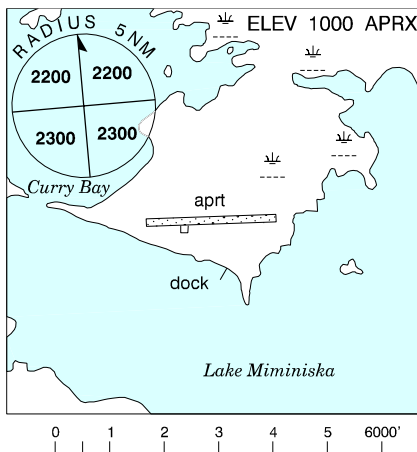 RADIUS 5NM
ELEV 1000 APRX
2200 2200
2300 2300
Curry Bay
aprt
dock
Lake Miminiska
0 1 2 3 4 5 6000'